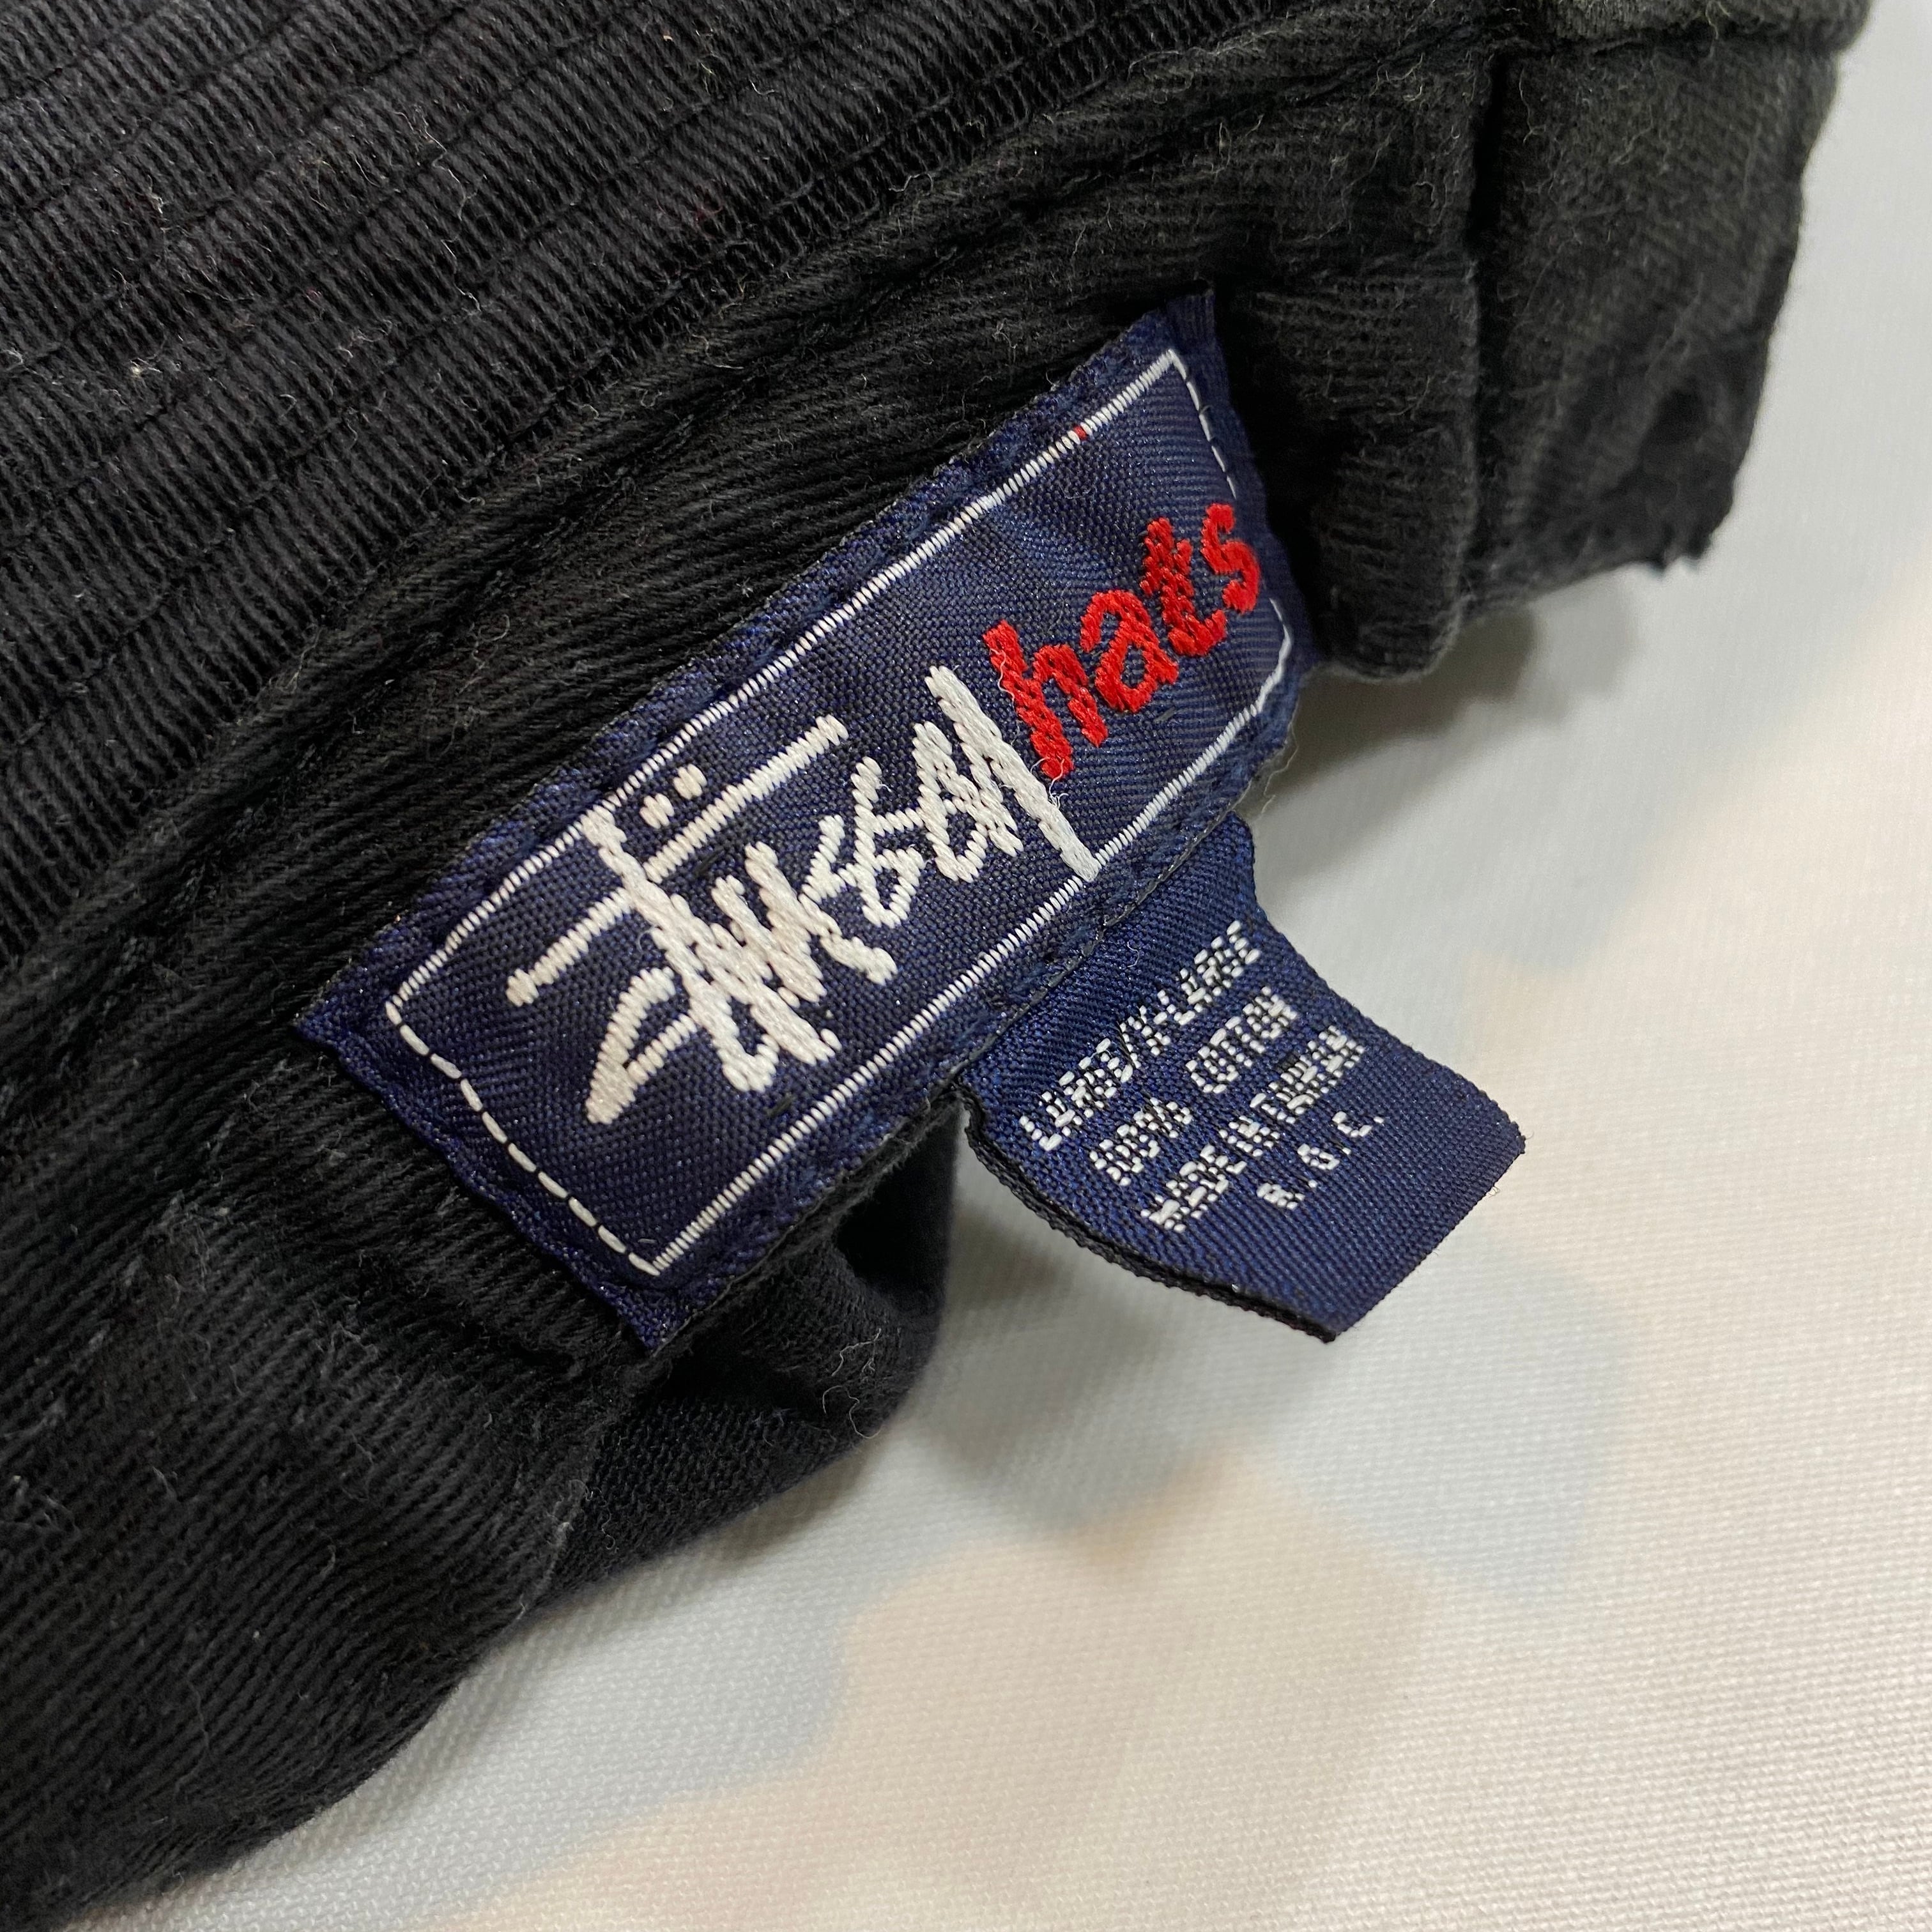 Stüssy hats
LARGE/X-LARGE
100% COTTON
MADE IN TAIWAN
R.O.C.